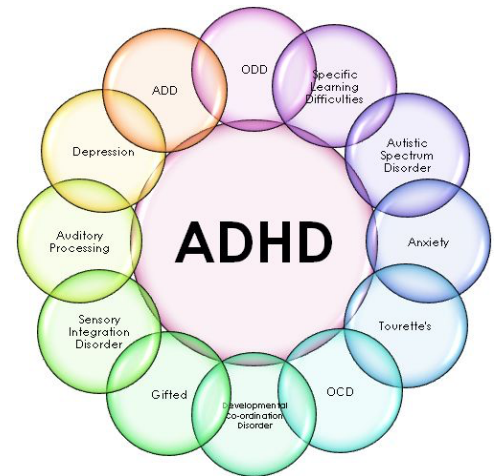 ODD
Specific
Learning
Difficulties
Autistic
Spectrum
Disorder
Anxiety
Tourette's
OCD
Developmental
Co-ordination
Disorder
Gifted
Sensory
Integration
Disorder
Auditory
Processing
Depression
ADD
ADHD